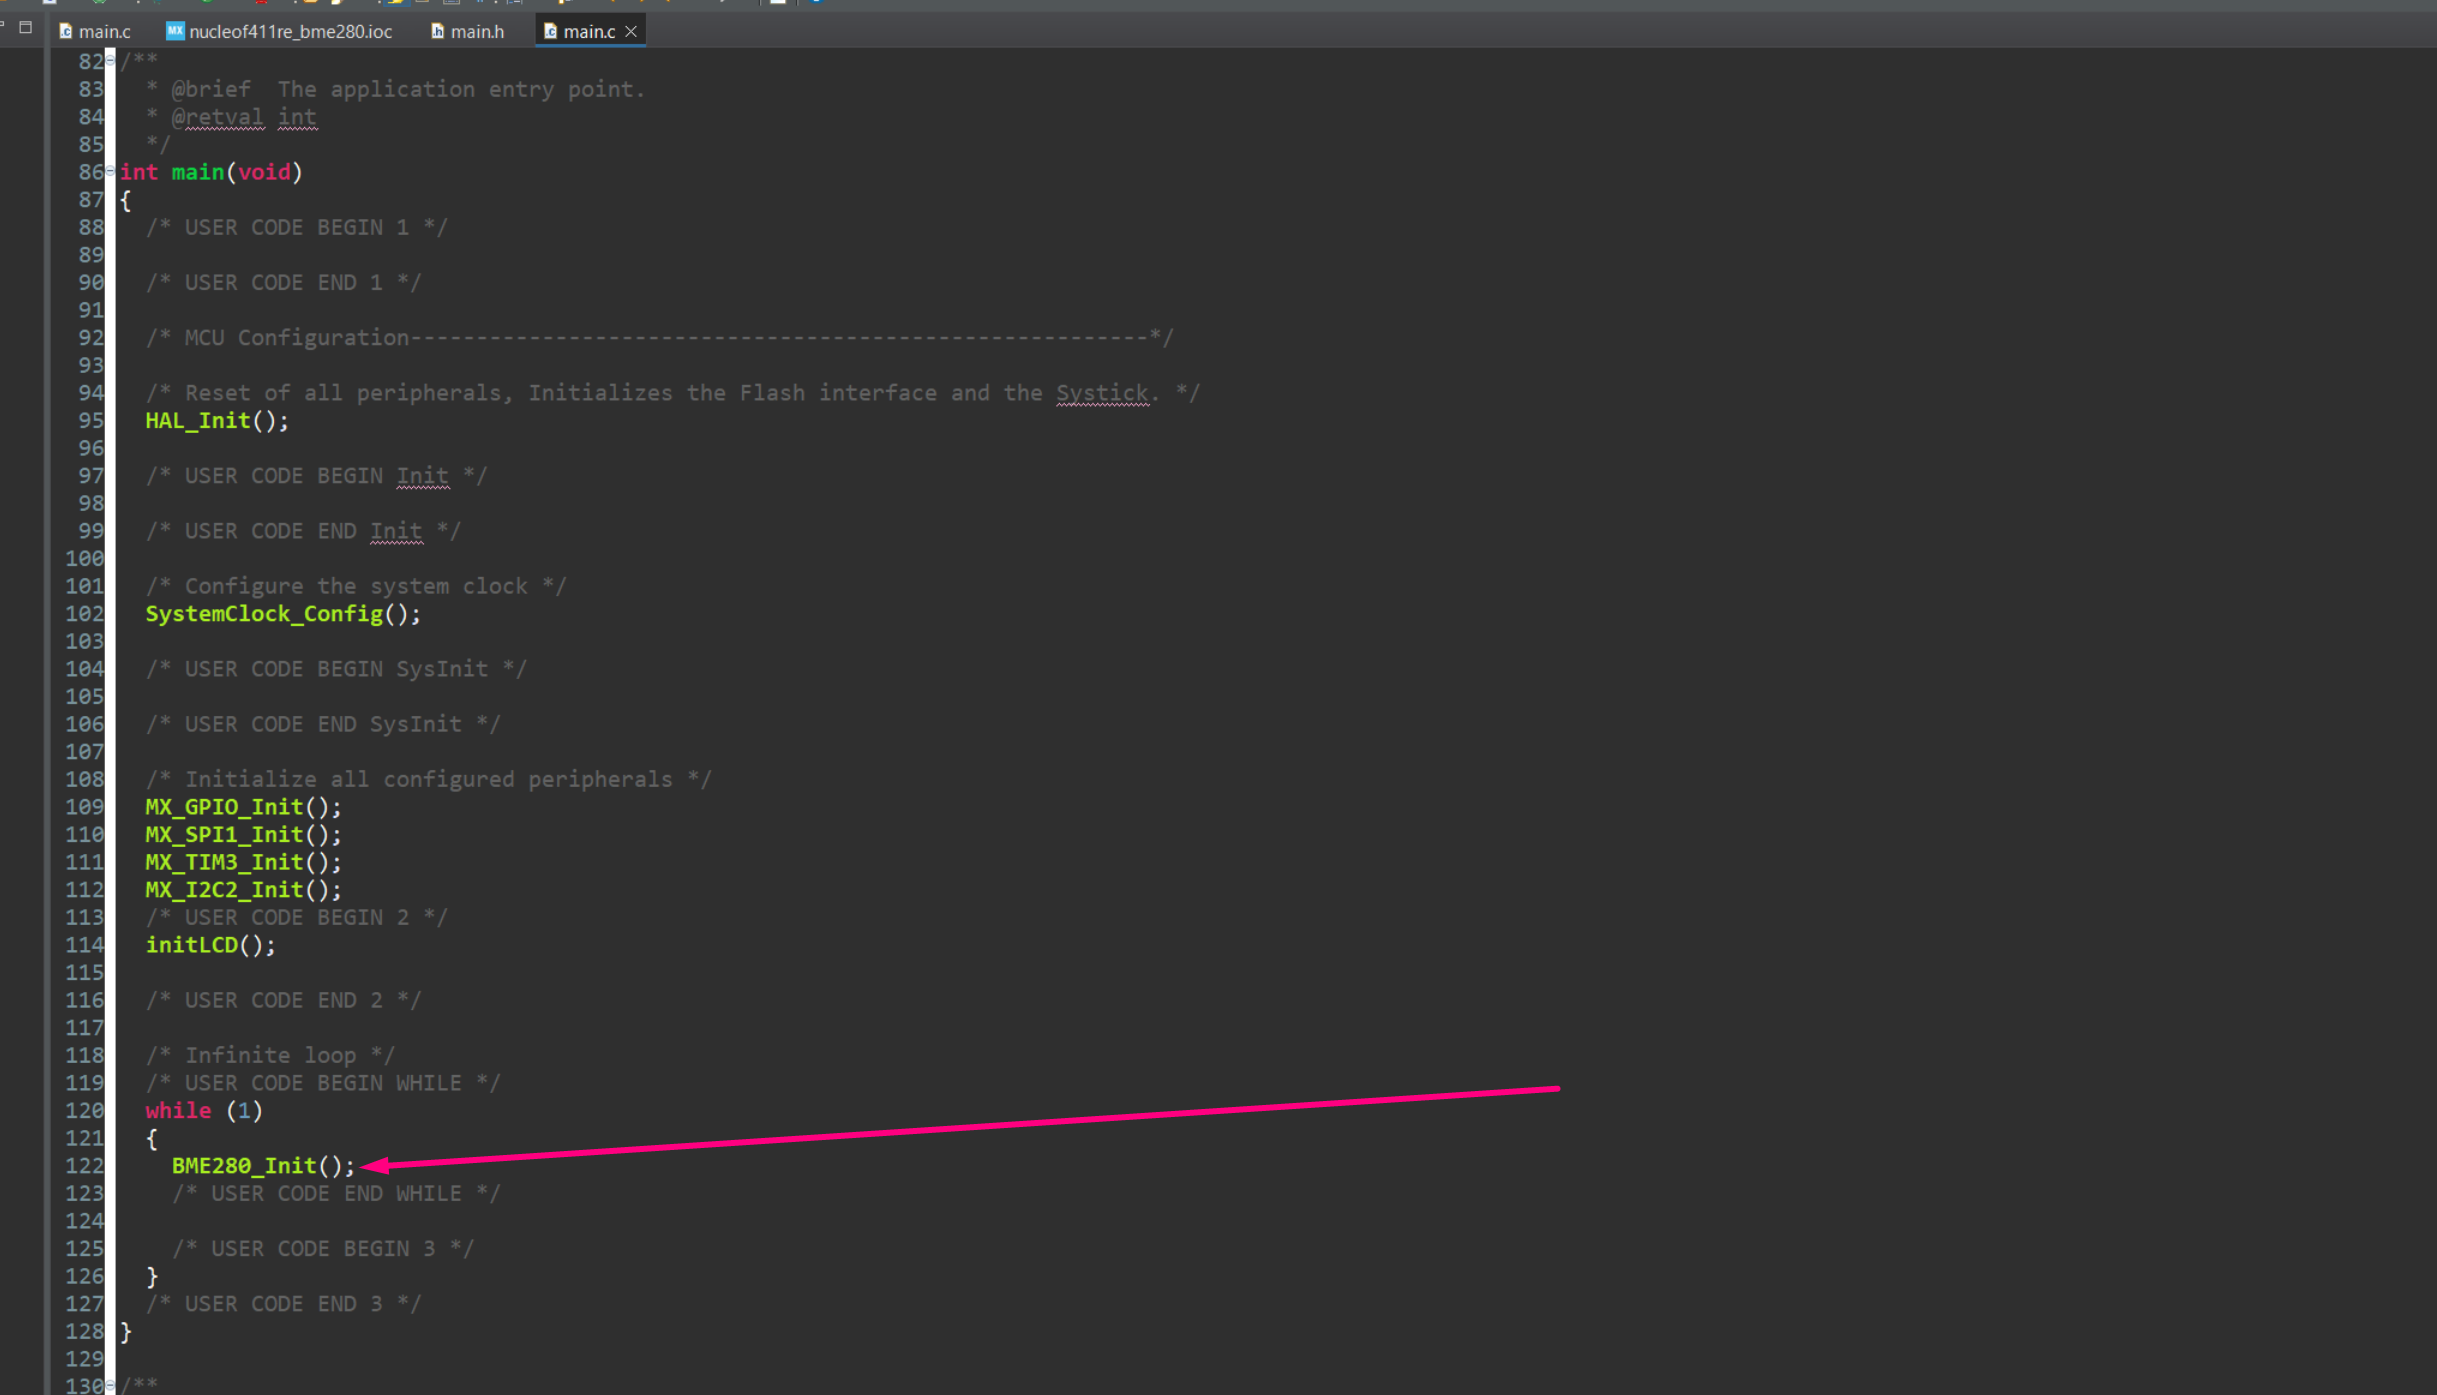 main.c nucleof411re_bme280.ioc main.h main.c
82 /**
83 * @brief  The application entry point.
84 * @retval int
85 */
86 int main(void)
87 {
88 /* USER CODE BEGIN 1 */
89
90 /* USER CODE END 1 */
91
92 /* MCU Configuration--------------------------------------------------------*/
93
94 /* Reset of all peripherals, Initializes the Flash interface and the Systick. */
95 HAL_Init();
96
97 /* USER CODE BEGIN Init */
98
99 /* USER CODE END Init */
100
101 /* Configure the system clock */
102 SystemClock_Config();
103
104 /* USER CODE BEGIN SysInit */
105
106 /* USER CODE END SysInit */
107
108 /* Initialize all configured peripherals */
109 MX_GPIO_Init();
110 MX_SPI1_Init();
111 MX_TIM3_Init();
112 MX_I2C2_Init();
113 /* USER CODE BEGIN 2 */
114 initLCD();
115
116 /* USER CODE END 2 */
117
118 /* Infinite loop */
119 /* USER CODE BEGIN WHILE */
120 while (1)
121 {
122 BME280_Init();
123 /* USER CODE END WHILE */
124
125 /* USER CODE BEGIN 3 */
126 }
127 /* USER CODE END 3 */
128 }
129
130 /**